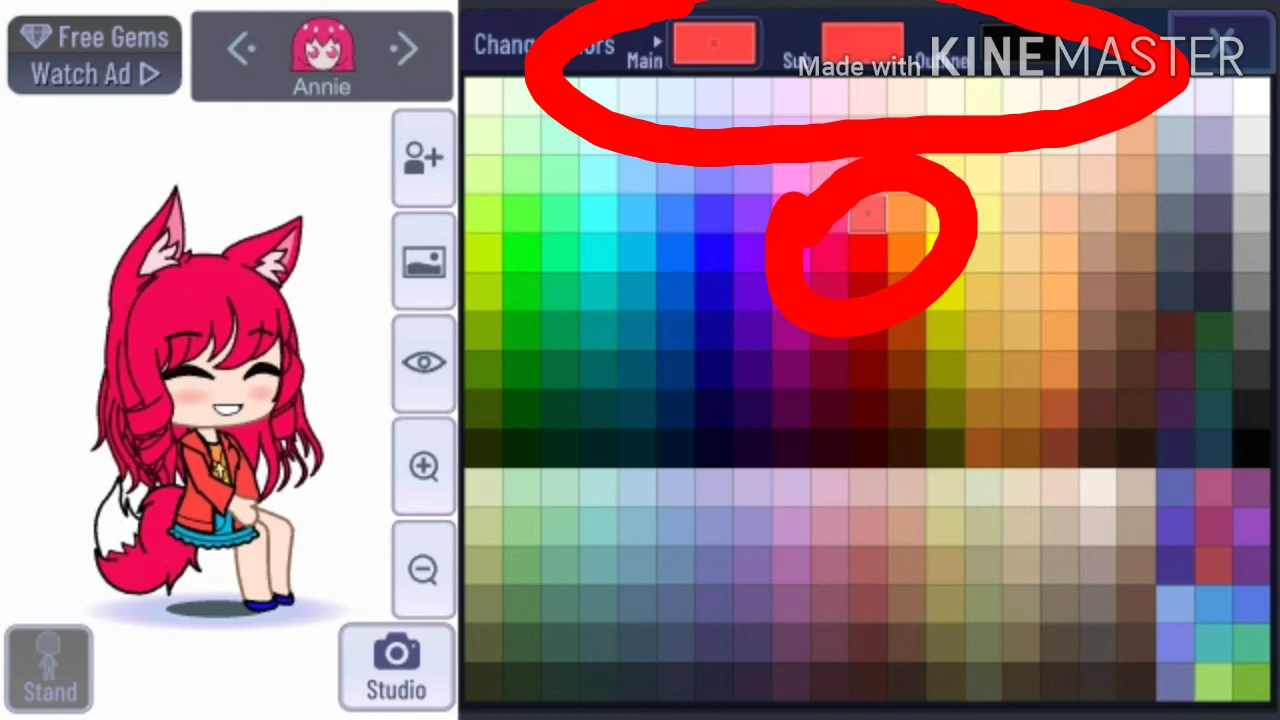 Free Gems
Watch Ad
Annie
Main
Made with KINEMASTER
Stand
Studio